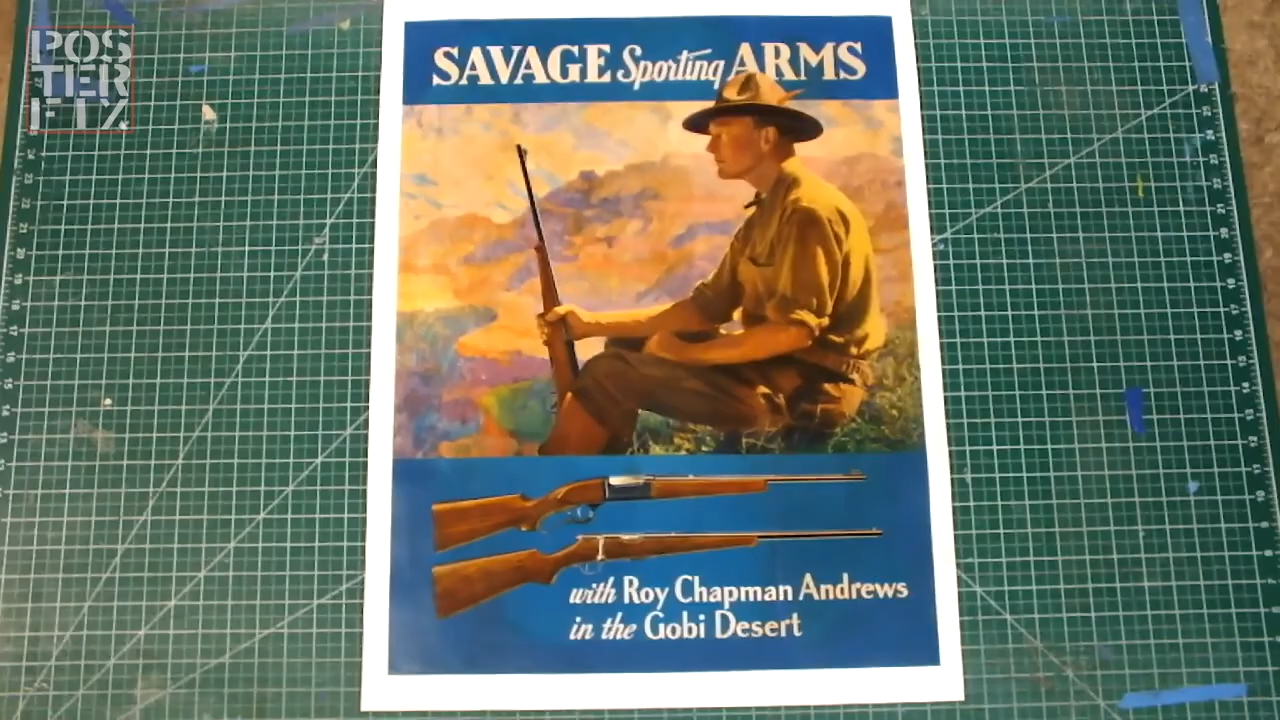 POS
TER
FIX
SAVAGE Sporting ARMS
with Roy Chapman Andrews
in the Gobi Desert